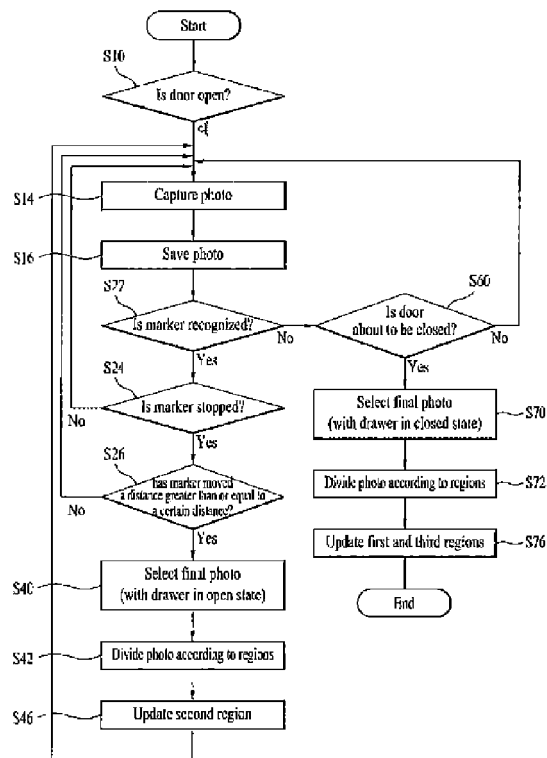 Start
S10
Is door open?
S14
Capture photo
S16
Save photo
S22
Is marker recognized?
No
Yes
S60
Is door
about to be closed?
No
Yes
S24
Is marker stopped?
No
Yes
S26
has marker moved
a distance greater than or equal to
a certain distance?
No
Yes
S70
Select final photo
(with drawer in closed state)
Divide photo according to regions
S72
Update first and third regions
S76
End
S40
Select final photo
(with drawer in open state)
S42
Divide photo according to regions
S46
Update second region